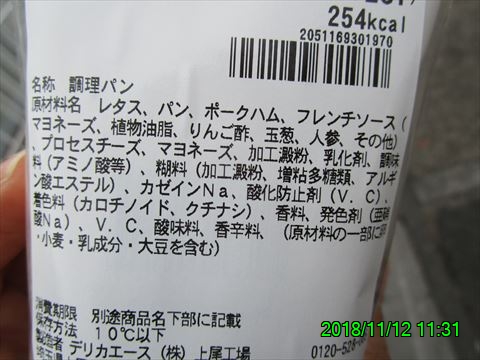 254kcal
2051169301970
名称 調理パン
原材料名 レタス、パン、ポークハム、フレンチソース(
マヨネーズ、植物油脂、りんご酢、玉葱、人参、その他)
、プロセスチーズ、マヨネーズ、加工澱粉、乳化剤、調味
料(アミノ酸等)、糊料(加工澱粉、増粘多糖類、アルギ
ン酸エステル)、カゼインNa、酸化防止剤(V.C)、
着色料(カロチノイド、クチナシ)、香料、発色剤(亜硝
酸Na)、V.C、酸味料、香辛料、(原材料の一部に卵
・小麦・乳成分・大豆を含む)
消費期限 別途商品名下部に記載
保存方法 10℃以下
製造者 デリカエース(株)上尾工場
0120-528-
2018/11/12 11:31